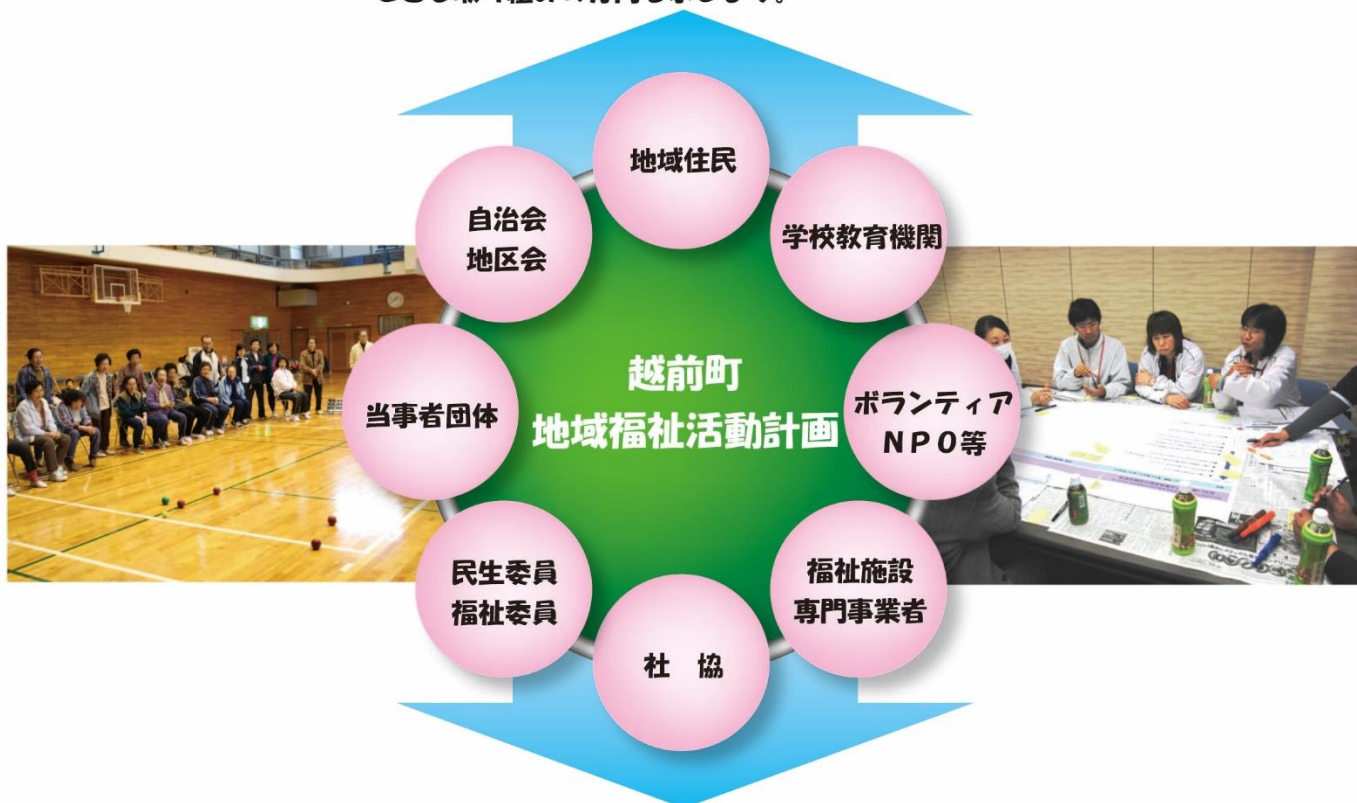 地域住民
自治会
地区会
学校教育機関
越前町
地域福祉活動計画
当事者団体
ボランティア
NPO等
民生委員
福祉委員
福祉施設
専門事業者
社 協